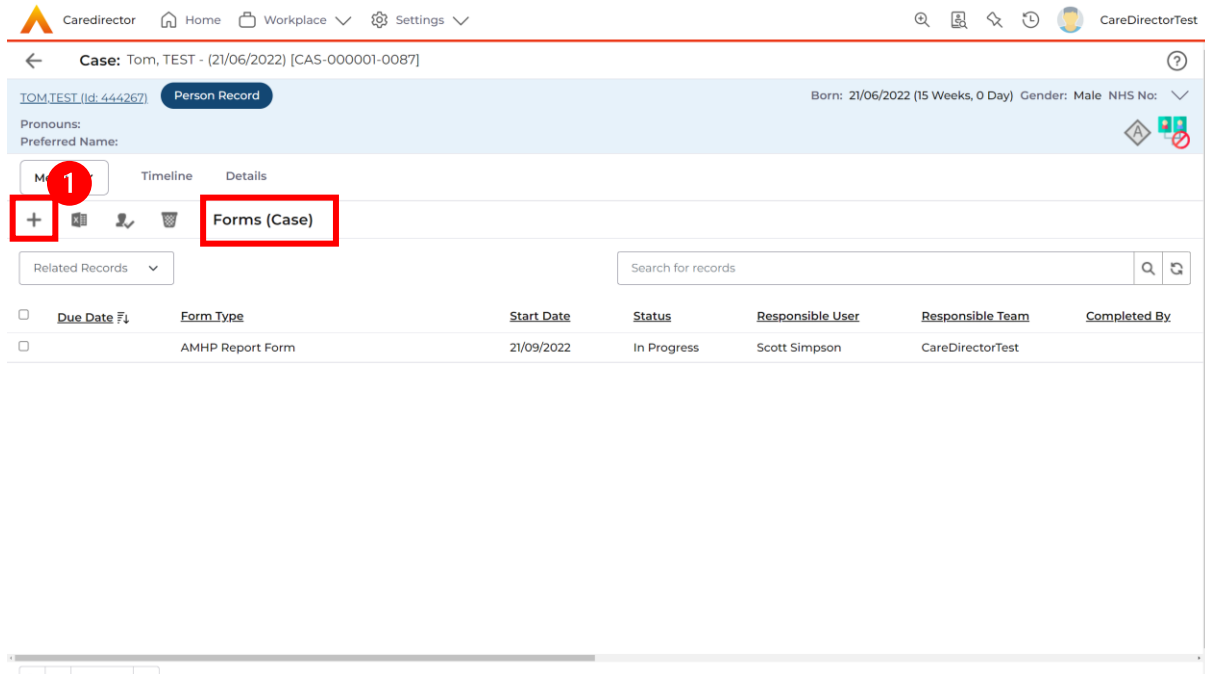 Caredirector Home Workplace Settings CareDirectorTest
Case: Tom, TEST - (21/06/2022) [CAS-000001-0087]
TOM,TEST (Id: 444267) Person Record Born: 21/06/2022 (15 Weeks, 0 Day) Gender: Male NHS No:
Pronouns:
Preferred Name:
1 Timeline Details
Forms (Case)
Related Records Search for records
Due Date Form Type Start Date Status Responsible User Responsible Team Completed By
AMHP Report Form 21/09/2022 In Progress Scott Simpson CareDirectorTest